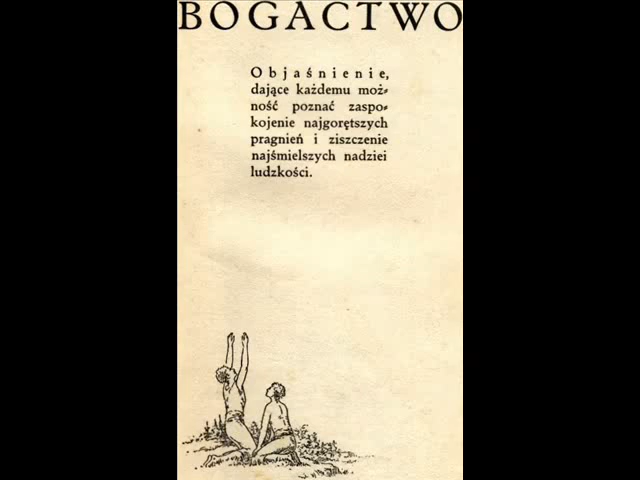 BOGACTWO
Objaśnienie,
dające każdemu moż-
ność poznać zaspo-
kojenie najgorętszych
pragnień i ziszczenie
najśmielszych nadziei
ludzkości.